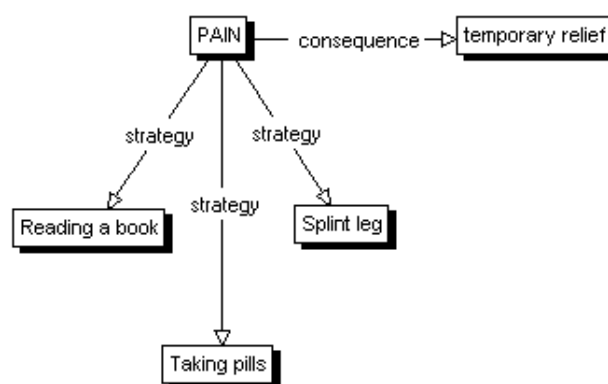 PAIN
consequence
temporary relief
strategy
strategy
strategy
Reading a book
Splint leg
Taking pills